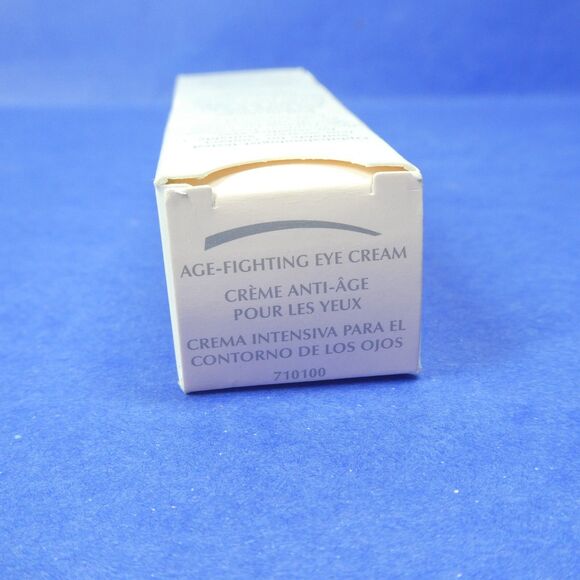 AGE-FIGHTING EYE CREAM
CRÈME ANTI-ÂGE
POUR LES YEUX
CREMA INTENSIVA PARA EL
CONTORNO DE LOS OJOS
710100